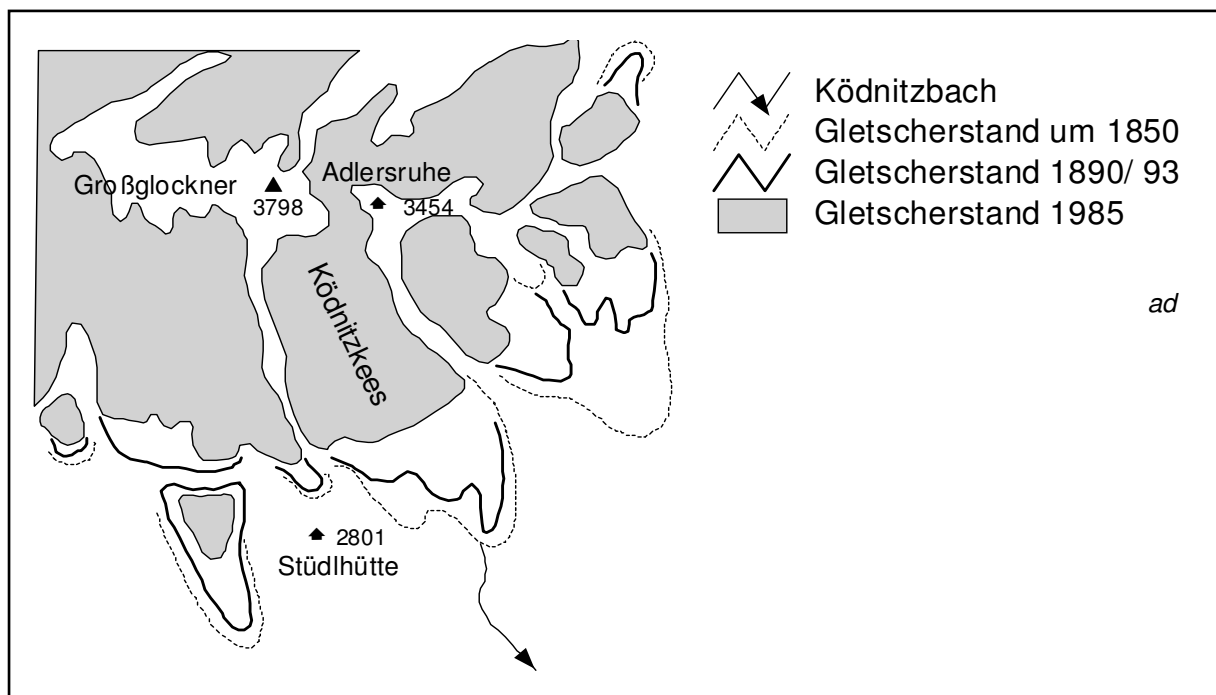 Großglockner
3798
Adlersruhe
3454
Ködnitzkees
2801
Stüdlhütte
Ködnitzbach
Gletscherstand um 1850
Gletscherstand 1890/ 93
Gletscherstand 1985
ad